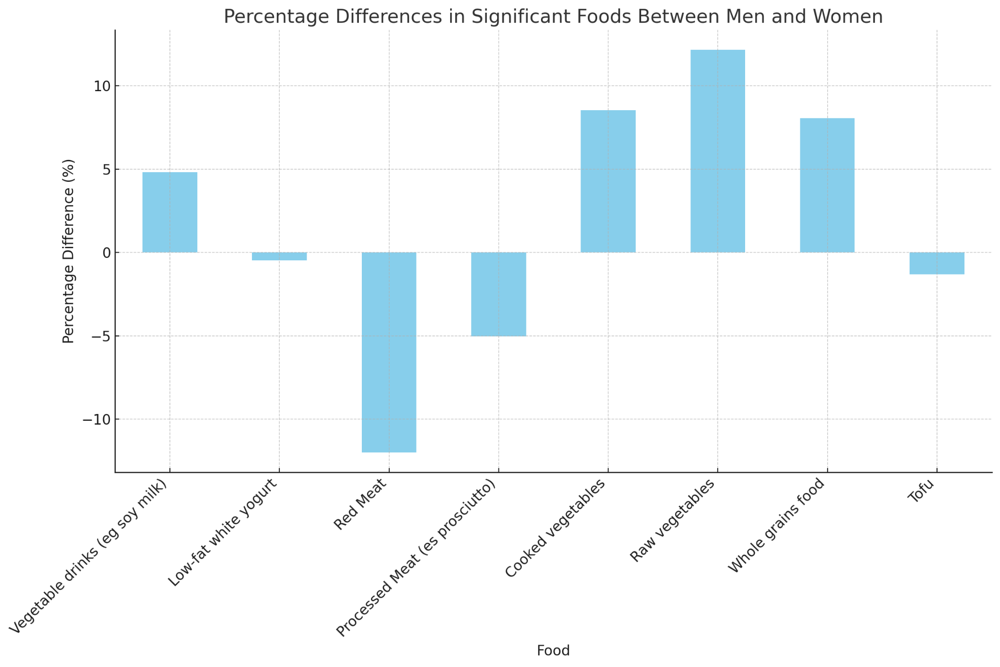 Percentage Differences in Significant Foods Between Men and Women
Percentage Difference (%)
10
5
0
−5
−10
Vegetable drinks (eg soy milk)
Low-fat white yogurt
Red Meat
Processed Meat (es prosciutto)
Cooked vegetables
Raw vegetables
Whole grains food
Tofu
Food